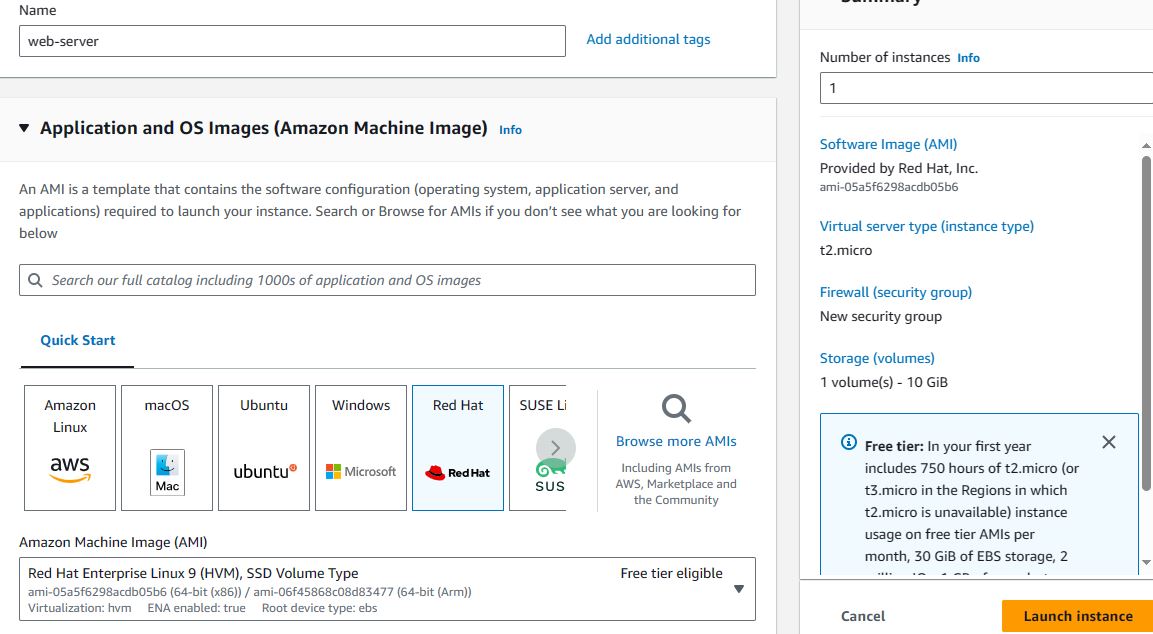 Name
web-server
Add additional tags
Application and OS Images (Amazon Machine Image) Info
An AMI is a template that contains the software configuration (operating system, application server, and
applications) required to launch your instance. Search or Browse for AMIs if you don't see what you are looking for
below
Search our full catalog including 1000s of application and OS images
Quick Start
Amazon
Linux
aws
macOS
Mac
Ubuntu
ubuntu
Windows
Microsoft
Red Hat
Red Hat
SUSE Li
SUS
Browse more AMIs
Including AMIs from
AWS, Marketplace and
the Community
Amazon Machine Image (AMI)
Red Hat Enterprise Linux 9 (HVM), SSD Volume Type
Free tier eligible
ami-05a5f6298acdb05b6 (64-bit (x86)) / ami-06f45868c08d83477 (64-bit (Arm))
Virtualization: hvm ENA enabled: true Root device type: ebs
Summary
Number of instances Info
1
Software Image (AMI)
Provided by Red Hat, Inc.
ami-05a5f6298acdb05b6
Virtual server type (instance type)
t2.micro
Firewall (security group)
New security group
Storage (volumes)
1 volume(s) - 10 GiB
Free tier: In your first year
includes 750 hours of t2.micro (or
t3.micro in the Regions in which
t2.micro is unavailable) instance
usage on free tier AMIs per
month, 30 GiB of EBS storage, 2
Cancel
Launch instance